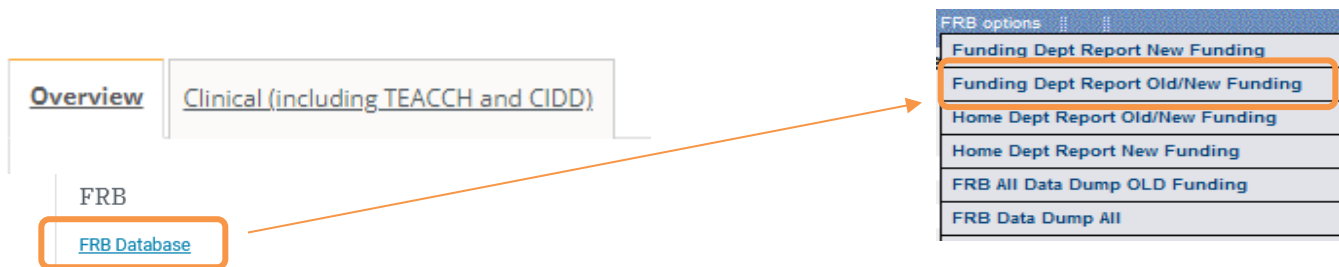 Overview
Clinical (including TEACCH and CIDD)
FRB
FRB Database
FRB options
Funding Dept Report New Funding
Funding Dept Report Old/New Funding
Home Dept Report Old/New Funding
Home Dept Report New Funding
FRB All Data Dump OLD Funding
FRB Data Dump All